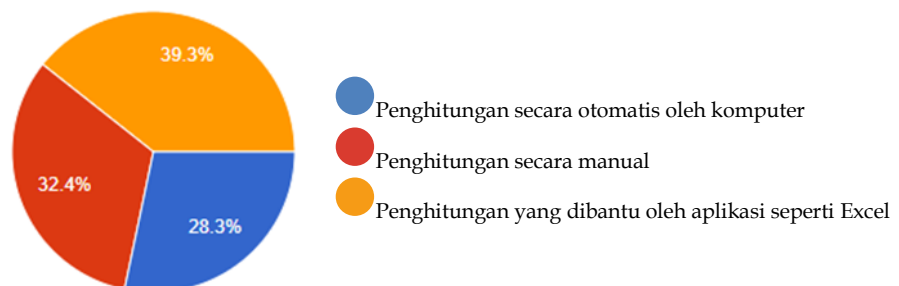 39.3%
32.4%
28.3%
Penghitungan secara otomatis oleh komputer
Penghitungan secara manual
Penghitungan yang dibantu oleh aplikasi seperti Excel